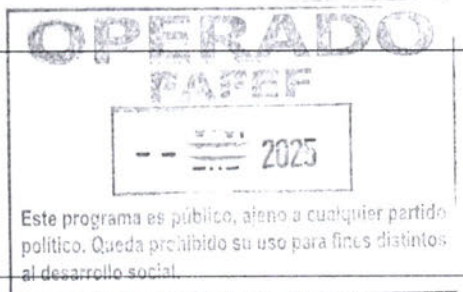 OPERADO
FAFEF
-- 2025
Este programa es público, ajeno a cualquier partido
político. Queda prohibido su uso para fines distintos
al desarrollo social.